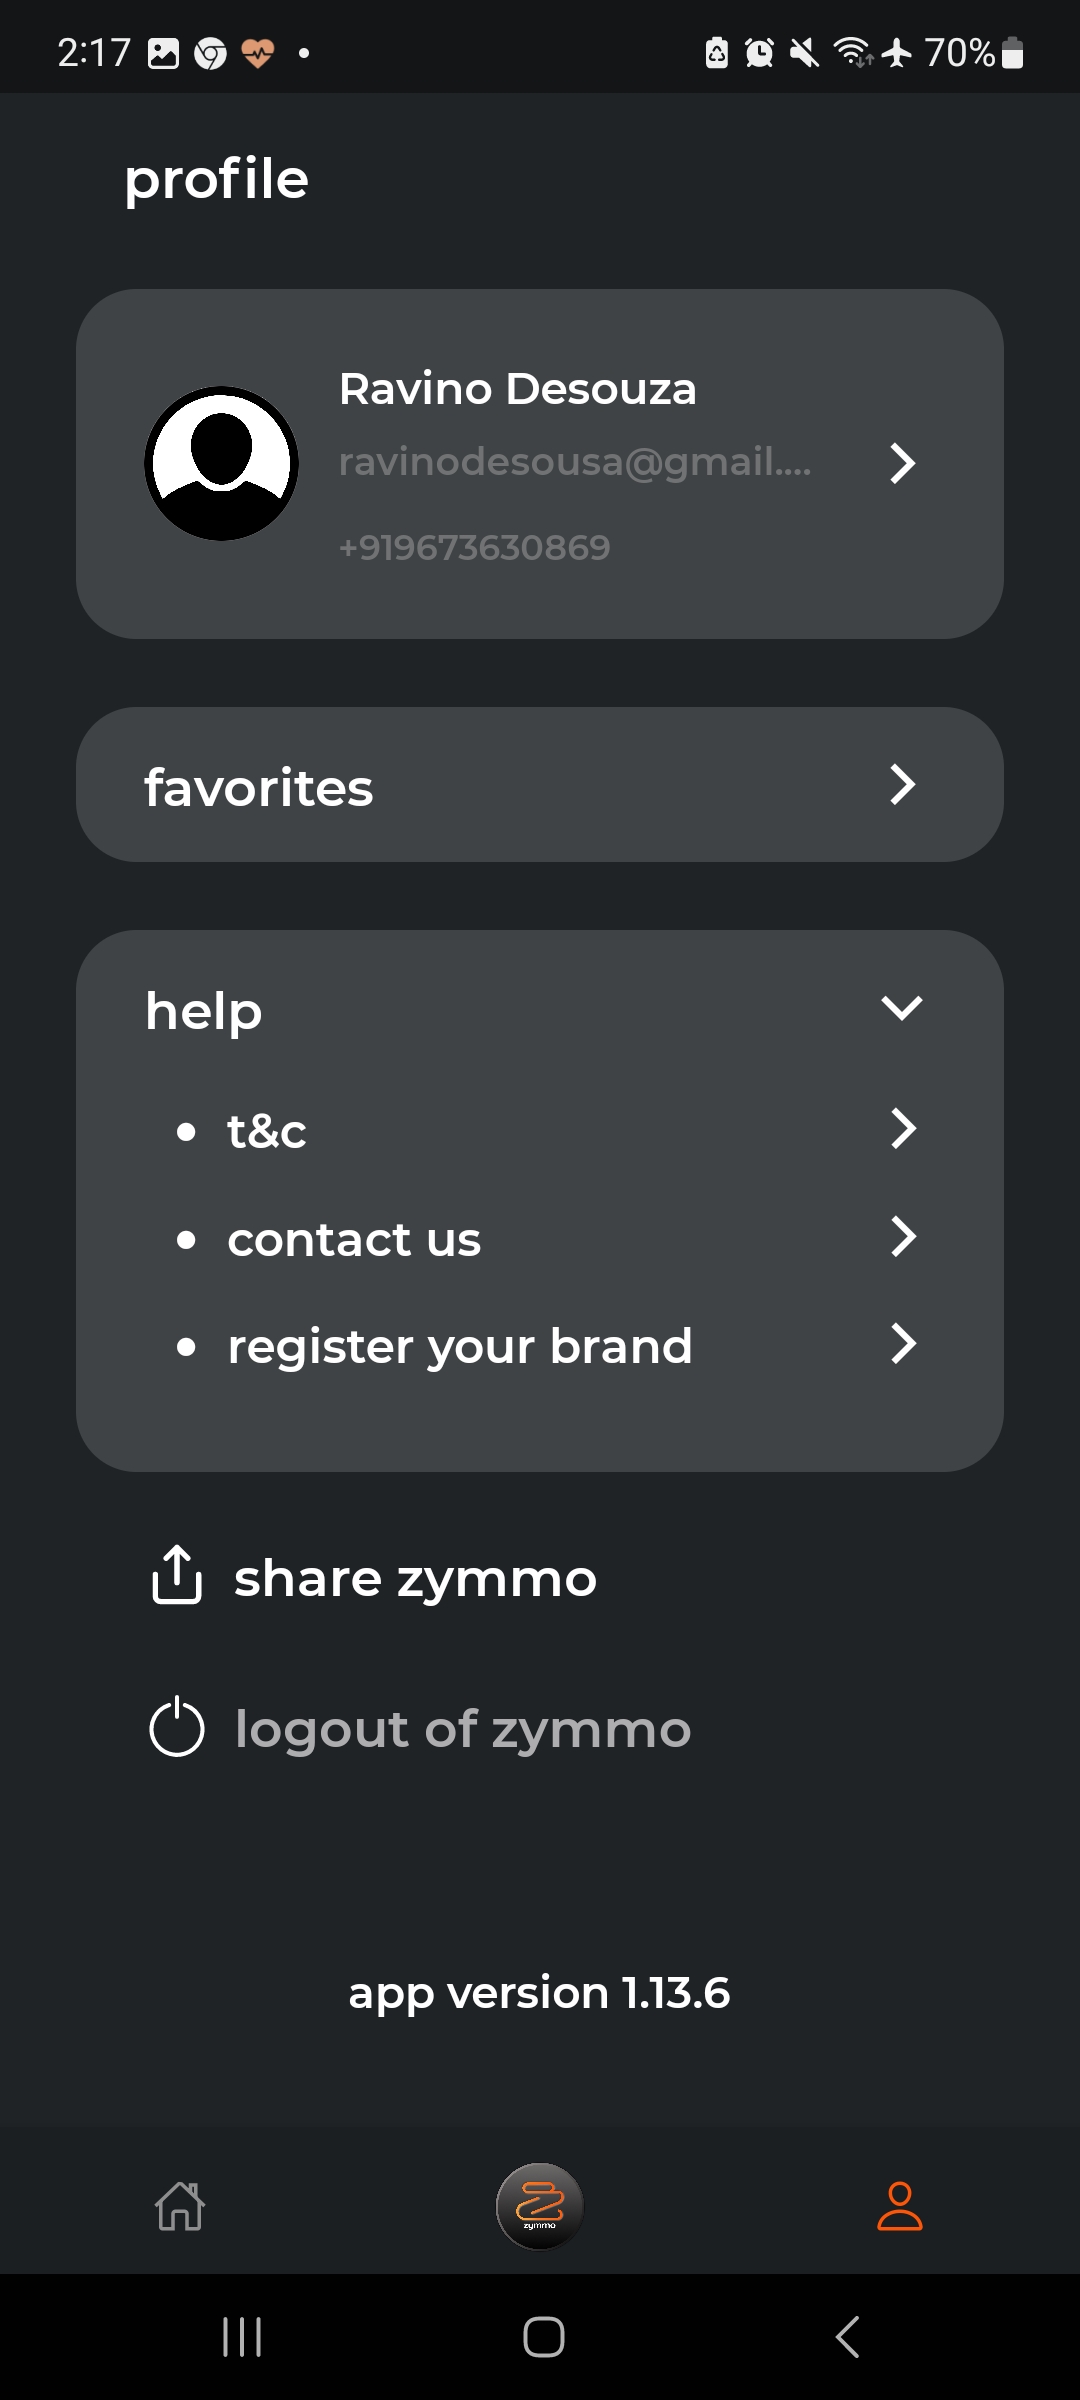 2:17
70%
profile
Ravino Desouza
ravinodesousa@gmail....
+919673630869
favorites
help
• t&c
• contact us
• register your brand
share zymmo
logout of zymmo
app version 1.13.6
zymmo